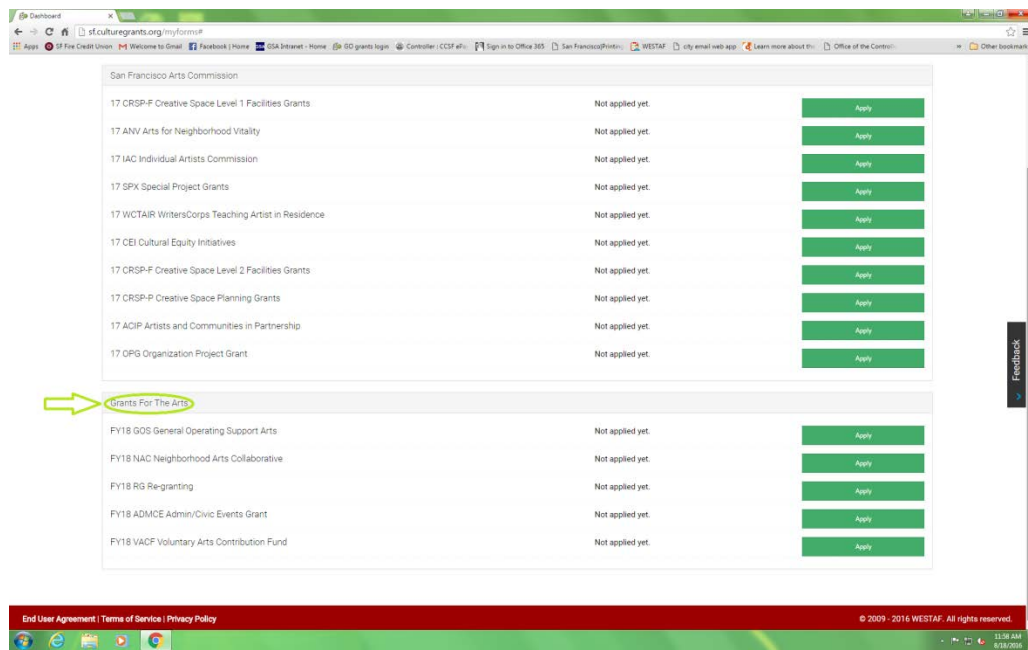 Dashboard
sf.culturegrants.org/myforms#
Apps SF Fire Credit Union Welcome to Gmail Facebook | Home GSA Intranet - Home GO grants login Controller : CCSF eFo Sign in to Office 365 San Francisco|Printing WESTAF city email web app Learn more about the Office of the Control Other bookmark
San Francisco Arts Commission
17 CRSP-F Creative Space Level 1 Facilities Grants Not applied yet. Apply
17 ANV Arts for Neighborhood Vitality Not applied yet. Apply
17 IAC Individual Artists Commission Not applied yet. Apply
17 SPX Special Project Grants Not applied yet. Apply
17 WCTAIR WritersCorps Teaching Artist in Residence Not applied yet. Apply
17 CEI Cultural Equity Initiatives Not applied yet. Apply
17 CRSP-F Creative Space Level 2 Facilities Grants Not applied yet. Apply
17 CRSP-P Creative Space Planning Grants Not applied yet. Apply
17 ACIP Artists and Communities in Partnership Not applied yet. Apply
17 OPG Organization Project Grant Not applied yet. Apply
Feedback
Grants For The Arts
FY18 GOS General Operating Support Arts Not applied yet. Apply
FY18 NAC Neighborhood Arts Collaborative Not applied yet. Apply
FY18 RG Re-granting Not applied yet. Apply
FY18 ADMCE Admin/Civic Events Grant Not applied yet. Apply
FY18 VACF Voluntary Arts Contribution Fund Not applied yet. Apply
End User Agreement | Terms of Service | Privacy Policy © 2009 - 2016 WESTAF. All rights reserved.
11:58 AM
8/18/2016